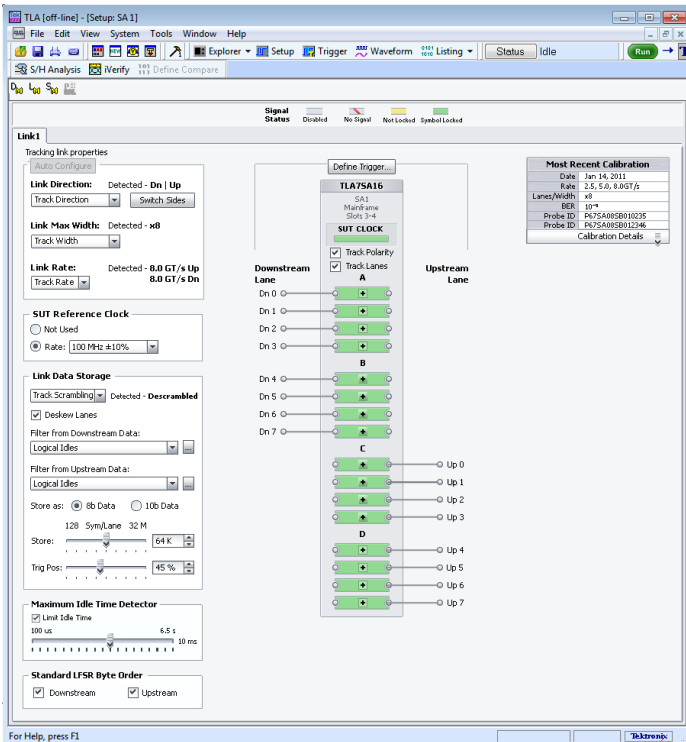 TLA [off-line] - [Setup: SA 1]
File Edit View System Tools Window Help
Explorer Setup Trigger Waveform Listing Status Idle Run
S/H Analysis iVerify Define Compare
Signal Status Disabled No Signal Not Locked Symbol Locked
Link1
Tracking link properties
Auto Configure
Link Direction: Detected - Dn | Up
Track Direction Switch Sides
Link Max Width: Detected - x8
Track Width
Link Rate: Detected - 8.0 GT/s Up
Track Rate 8.0 GT/s Dn
SUT Reference Clock
Not Used
Rate: 100 MHz ±10%
Link Data Storage
Track Scrambling Detected - Descrambled
Deskew Lanes
Filter from Downstream Data:
Logical Idles ...
Filter from Upstream Data:
Logical Idles ...
Store as: 8b Data 10b Data
128 Sym/Lane 32 M
Store: 64 K
Trig Pos: 45 %
Maximum Idle Time Detector
Limit Idle Time
100 us 6.5 s
10 ms
Standard LFSR Byte Order
Downstream Upstream
Define Trigger...
TLA7SA16
SA1
Mainframe
Slots 3-4
SUT CLOCK
Track Polarity
Track Lanes
Downstream Lane
Upstream Lane
A
Dn 0
Dn 1
Dn 2
Dn 3
B
Dn 4
Dn 5
Dn 6
Dn 7
C
Up 0
Up 1
Up 2
Up 3
D
Up 4
Up 5
Up 6
Up 7
Most Recent Calibration
Date Jan 14, 2011
Rate 2.5, 5.0, 8.0GT/s
Lanes/Width x8
BER
Probe ID P67SA08SB010235
Probe ID P67SA08SB012346
Calibration Details
For Help, press F1
Tektronix